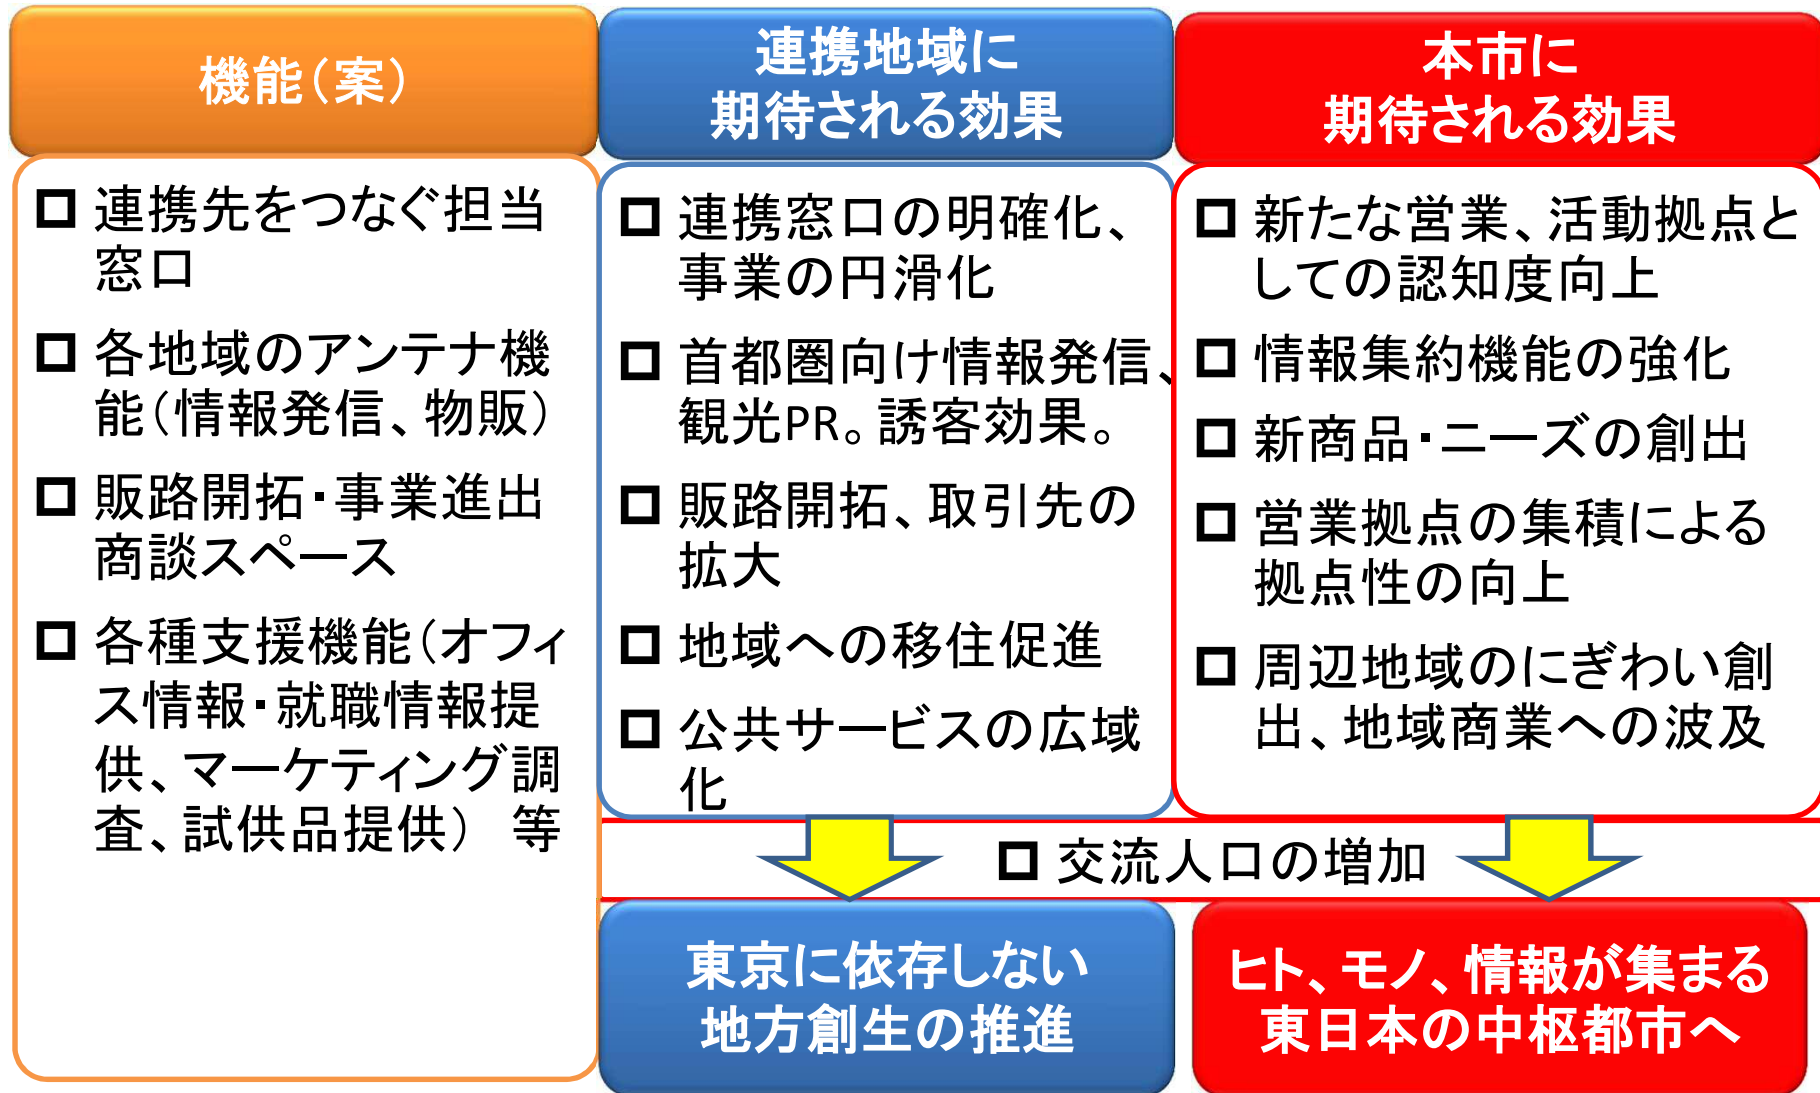 機能（案）
□ 連携先をつなぐ担当
窓口
□ 各地域のアンテナ機
能（情報発信、物販）
□ 販路開拓・事業進出
商談スペース
□ 各種支援機能（オフィ
ス情報・就職情報提
供、マーケティング調
査、試供品提供） 等
連携地域に
期待される効果
□ 連携窓口の明確化、
事業の円滑化
□ 首都圏向け情報発信、
観光PR。誘客効果。
□ 販路開拓、取引先の
拡大
□ 地域への移住促進
□ 公共サービスの広域
化
本市に
期待される効果
□ 新たな営業、活動拠点と
しての認知度向上
□ 情報集約機能の強化
□ 新商品・ニーズの創出
□ 営業拠点の集積による
拠点性の向上
□ 周辺地域のにぎわい創
出、地域商業への波及
□ 交流人口の増加
東京に依存しない
地方創生の推進
ヒト、モノ、情報が集まる
東日本の中枢都市へ